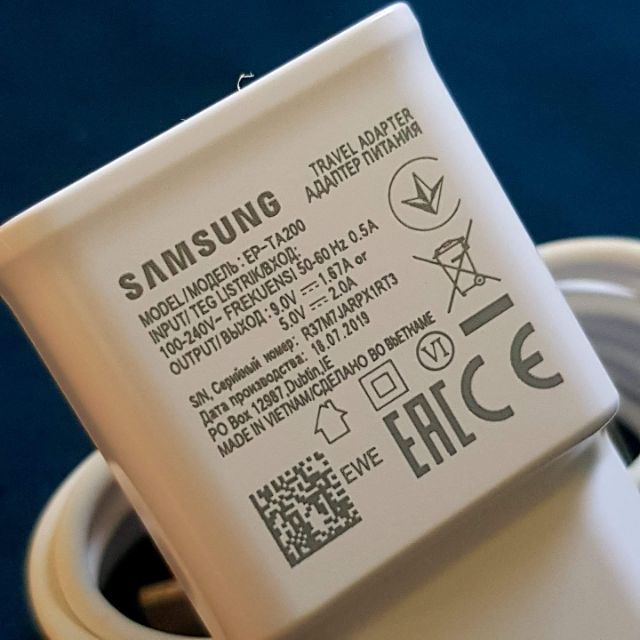 SAMSUNG
TRAVEL ADAPTER
АДАПТЕР ПИТАНИЯ
MODEL/МОДЕЛЬ: EP-TA200
INPUT/ TEG LISTRIK/ВХОД:
100-240V~ FREKUENSI 50-60 Hz 0.5A
OUTPUT/ВЫХОД: 9.0V ⎓ 1.67A or
5.0V ⎓ 2.0A
S/N, Серийный номер: R37M7JARPX1RT3
Дата производства: 18.07.2019
PO Box 12987,Dublin,IE
MADE IN VIETNAM/СДЕЛАНО ВО ВЬЕТНАМЕ
VI
EWE
EAC CE